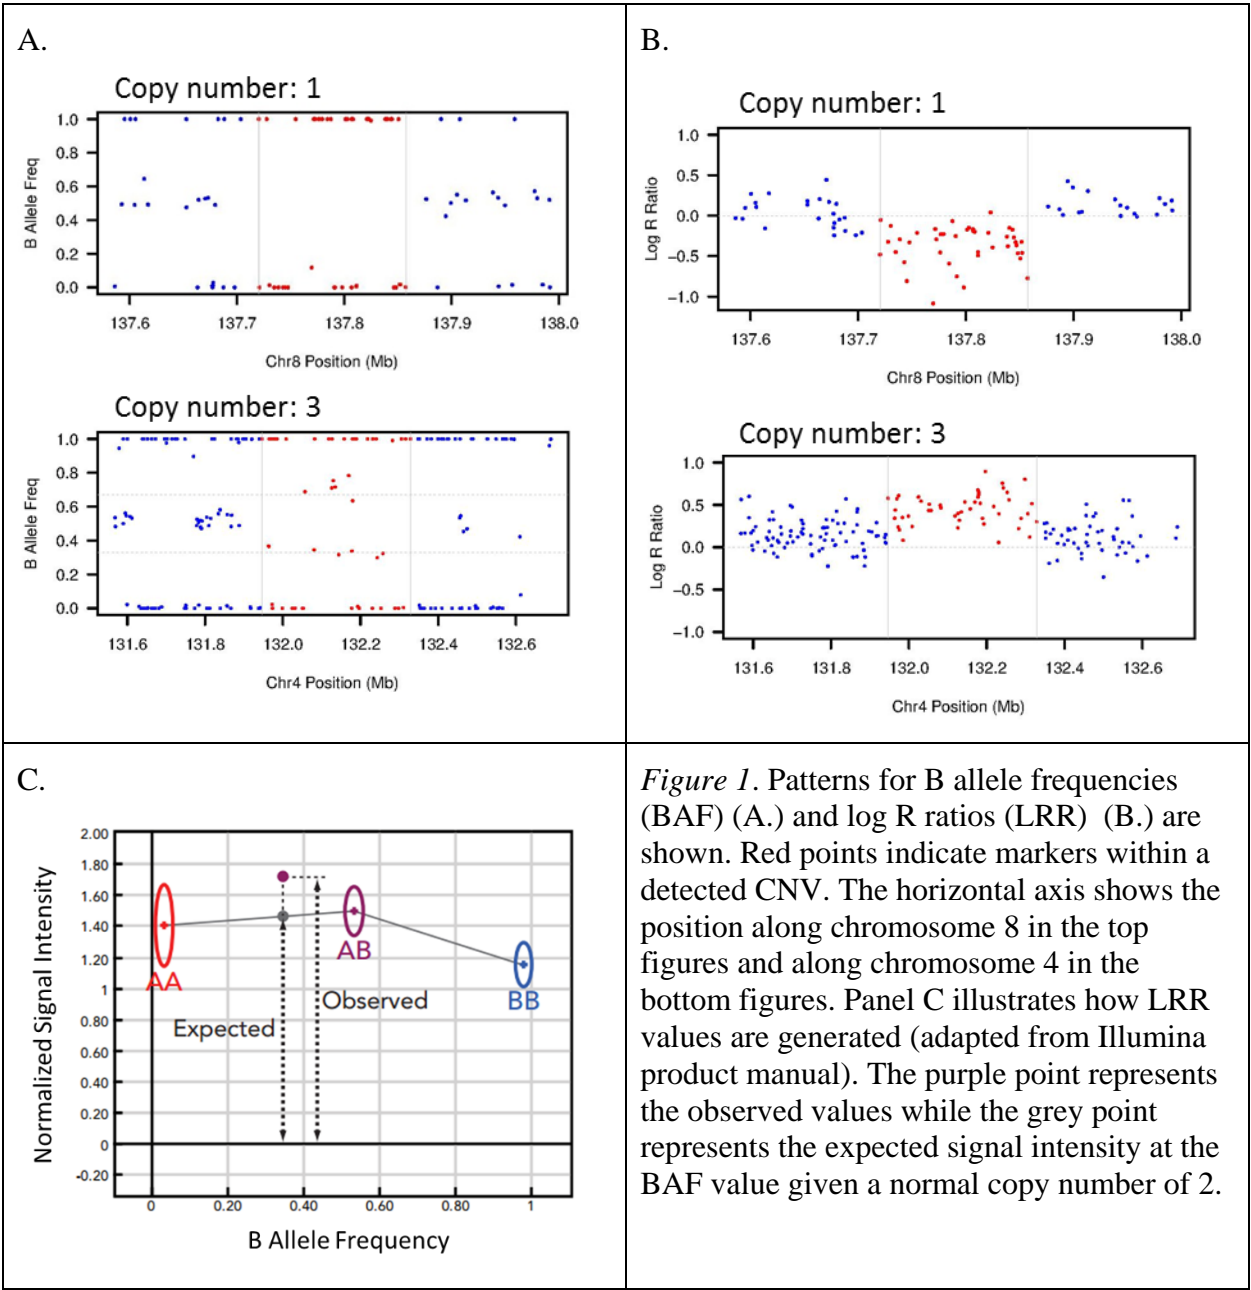 A.
Copy number: 1
1.0
0.8
0.6
0.4
0.2
0.0
B Allele Freq
137.6 137.7 137.8 137.9 138.0
Chr8 Position (Mb)
Copy number: 3
1.0
0.8
0.6
0.4
0.2
0.0
B Allele Freq
131.6 131.8 132.0 132.2 132.4 132.6
Chr4 Position (Mb)
B.
Copy number: 1
1.0
0.5
0.0
−0.5
−1.0
Log R Ratio
137.6 137.7 137.8 137.9 138.0
Chr8 Position (Mb)
Copy number: 3
1.0
0.5
0.0
−0.5
−1.0
Log R Ratio
131.6 131.8 132.0 132.2 132.4 132.6
Chr4 Position (Mb)
C.
Normalized Signal Intensity
2.00
1.80
1.60
1.40
1.20
1
0.80
0.60
0.40
0.20
0
-0.20
AA
AB
BB
Expected
Observed
0 0.20 0.40 0.60 0.80 1
B Allele Frequency
Figure 1. Patterns for B allele frequencies
(BAF) (A.) and log R ratios (LRR) (B.) are
shown. Red points indicate markers within a
detected CNV. The horizontal axis shows the
position along chromosome 8 in the top
figures and along chromosome 4 in the
bottom figures. Panel C illustrates how LRR
values are generated (adapted from Illumina
product manual). The purple point represents
the observed values while the grey point
represents the expected signal intensity at the
BAF value given a normal copy number of 2.